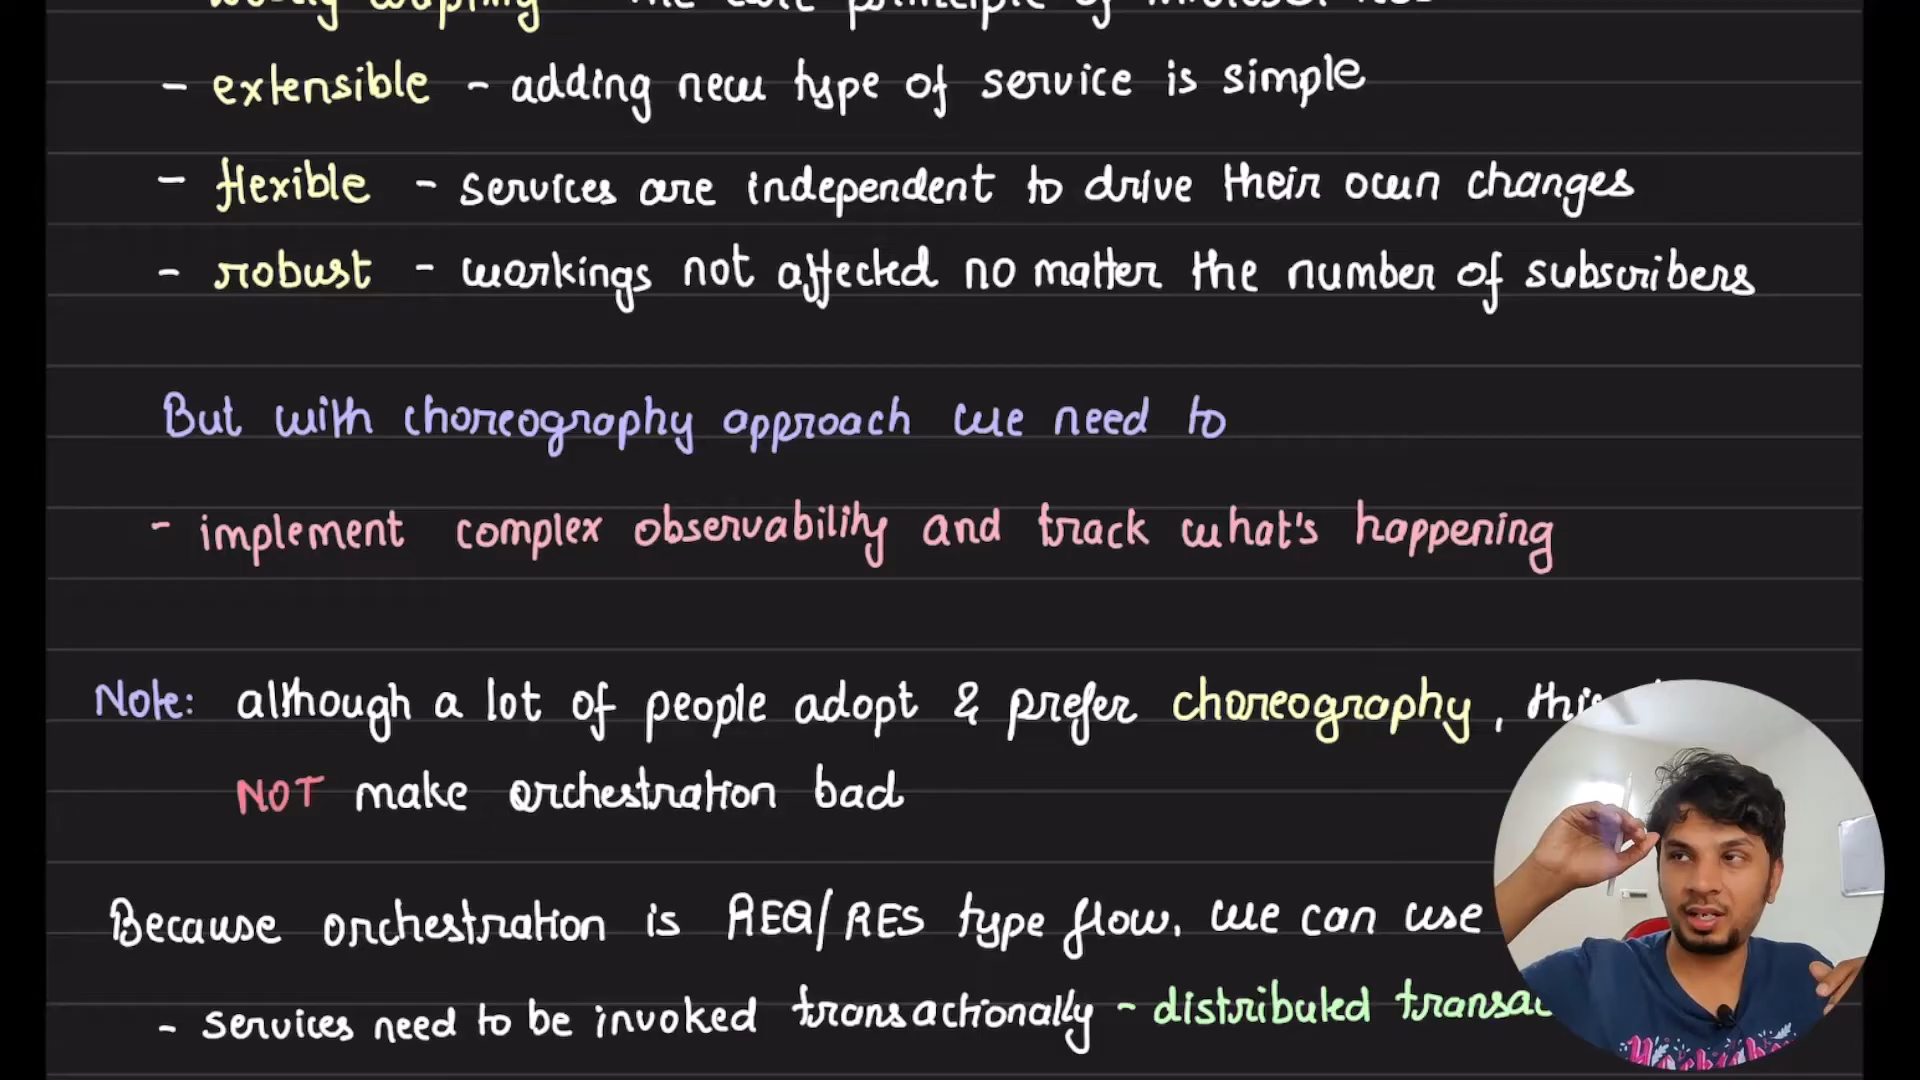 - extensible - adding new type of service is simple
- flexible - services are independent to drive their own changes
- robust - workings not affected no matter the number of subscribers
But with choreography approach we need to
- implement complex observability and track what's happening
Note: although a lot of people adopt & prefer choreography, this
NOT make orchestration bad
Because orchestration is REQ/RES type flow. we can use
- services need to be invoked transactionally - distributed